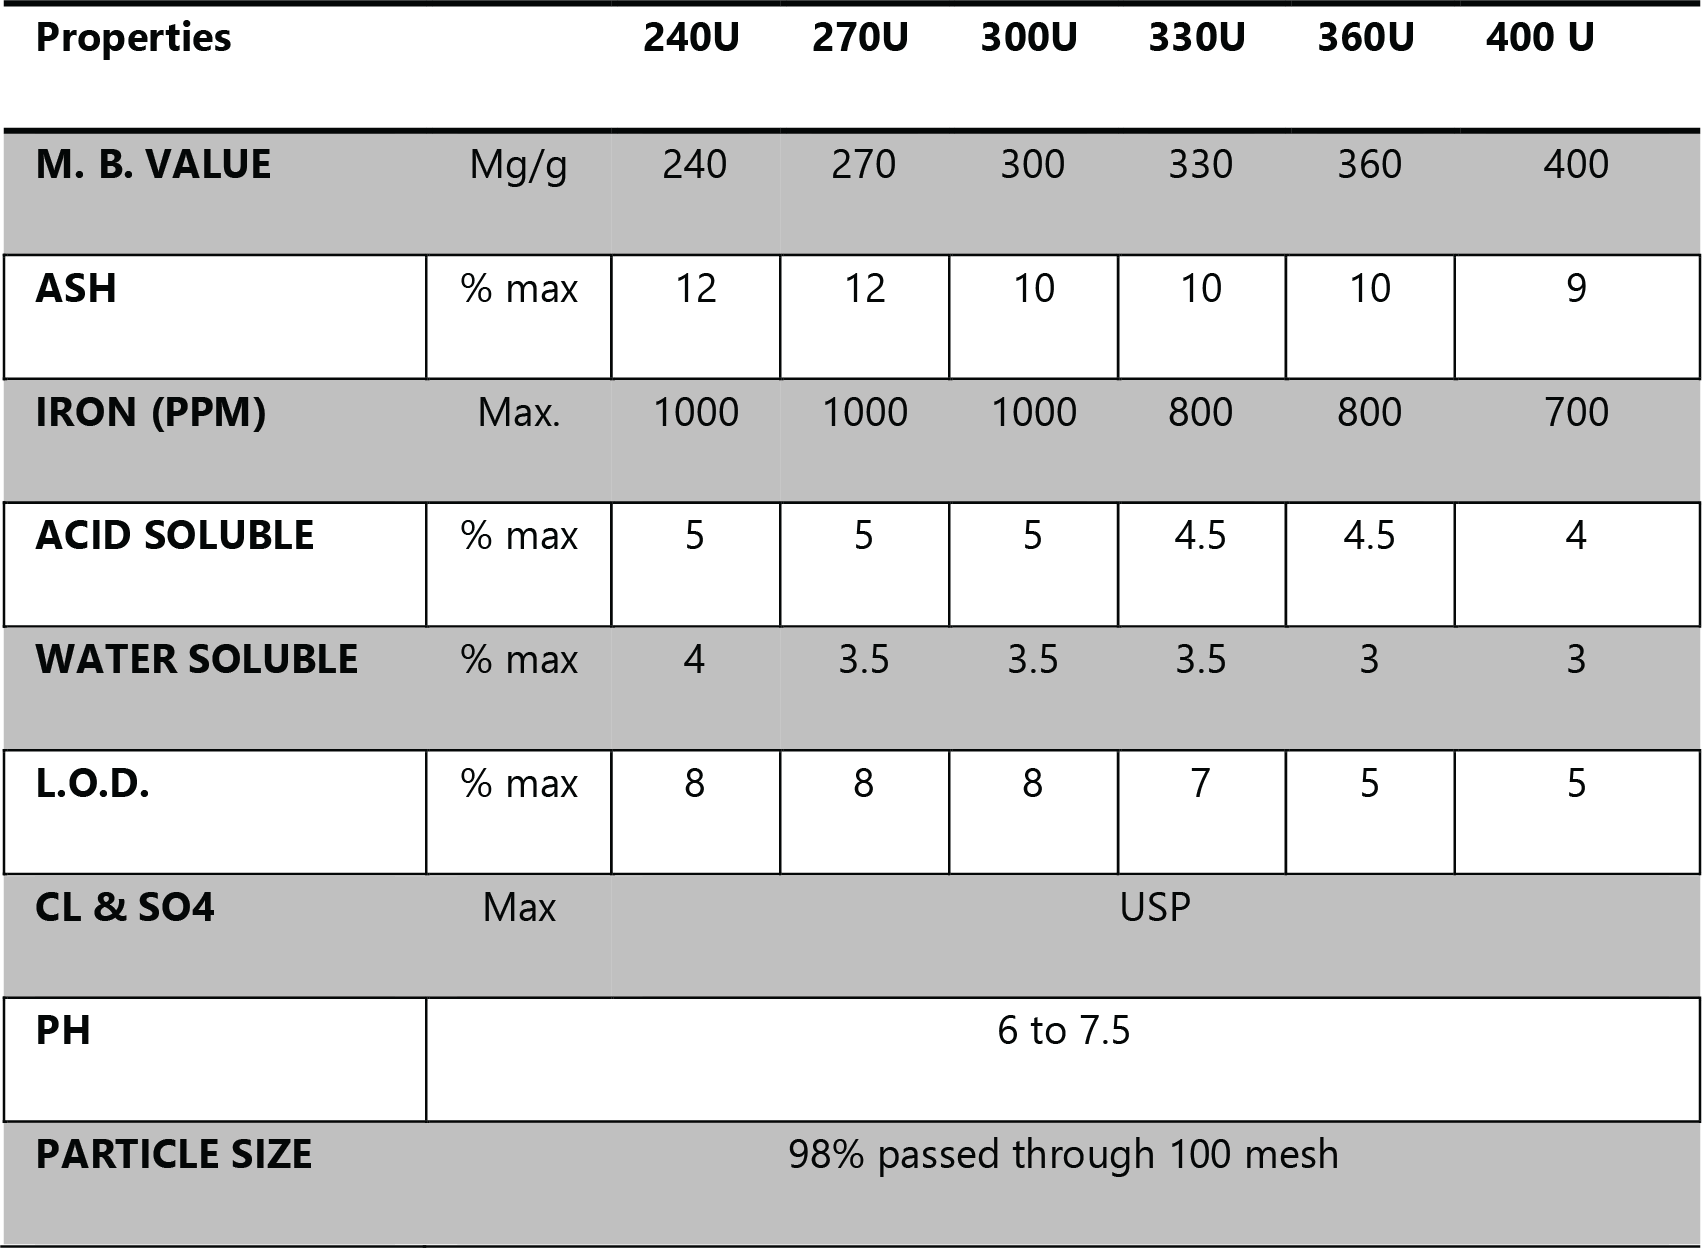 Properties 240U 270U 300U 330U 360U 400 U
M. B. VALUE Mg/g 240 270 300 330 360 400
ASH % max 12 12 10 10 10 9
IRON (PPM) Max. 1000 1000 1000 800 800 700
ACID SOLUBLE % max 5 5 5 4.5 4.5 4
WATER SOLUBLE % max 4 3.5 3.5 3.5 3 3
L.O.D. % max 8 8 8 7 5 5
CL & SO4 Max USP
PH 6 to 7.5
PARTICLE SIZE 98% passed through 100 mesh